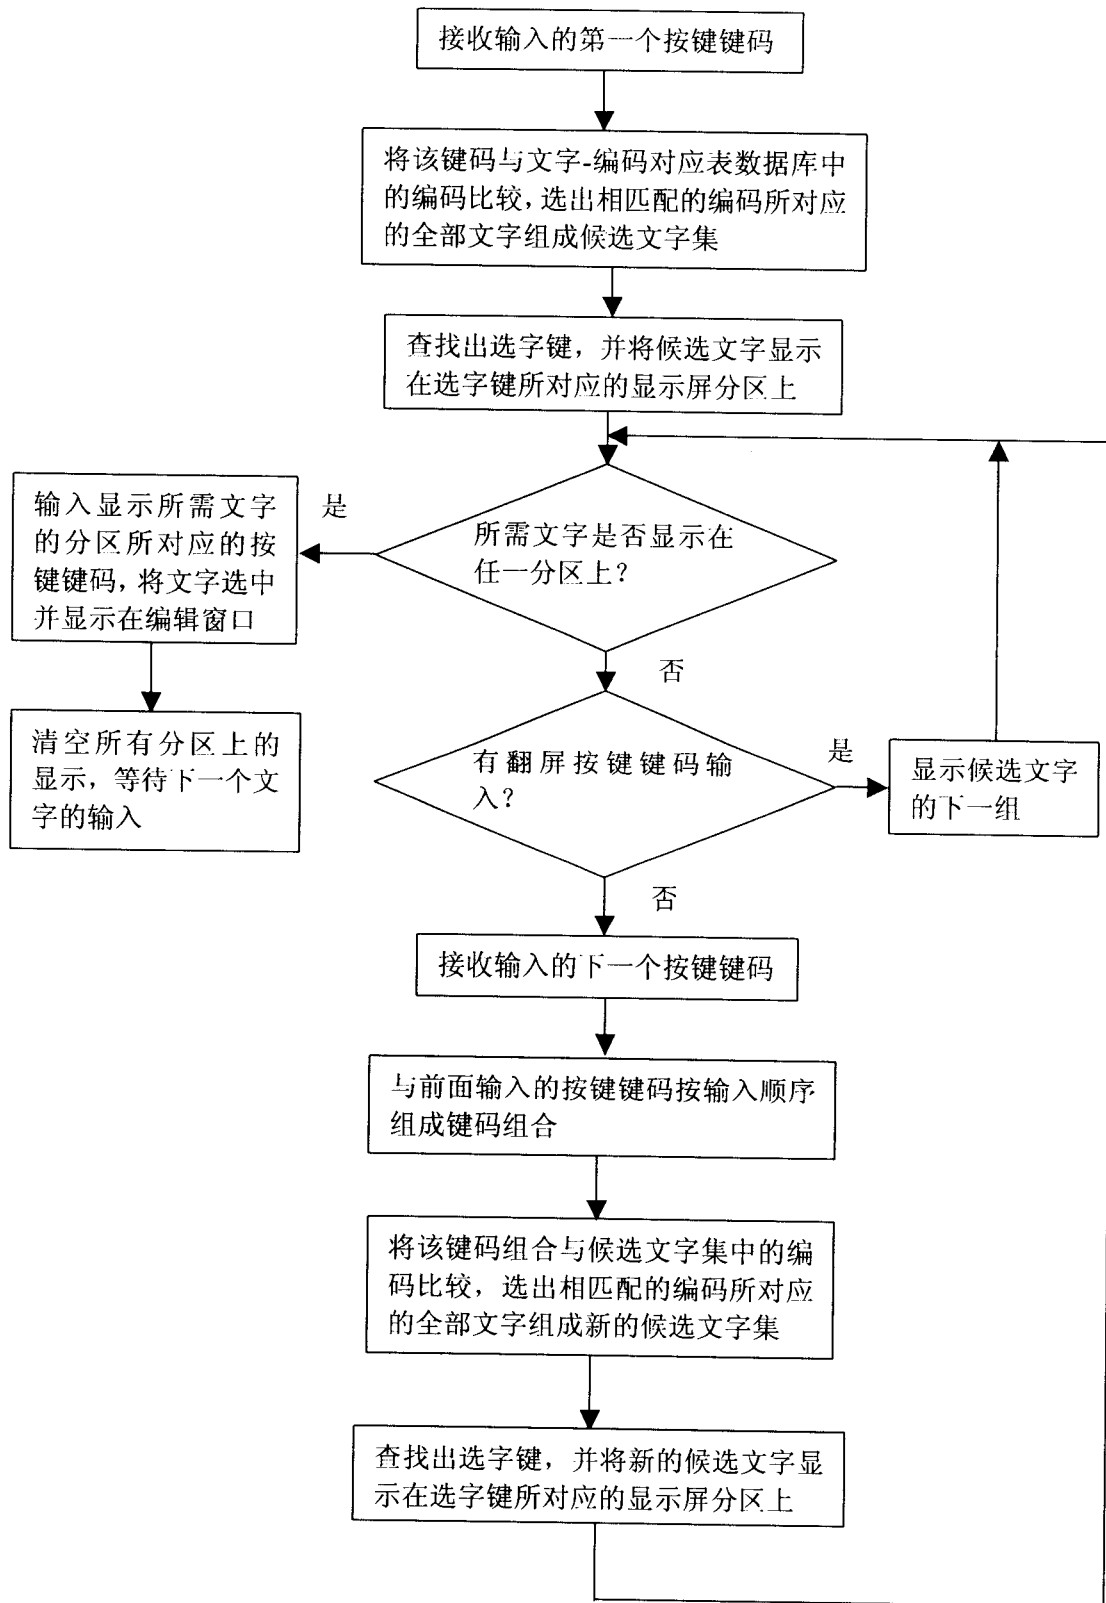 接收输入的第一个按键键码
将该键码与文字-编码对应表数据库中
的编码比较，选出相匹配的编码所对应
的全部文字组成候选文字集
查找出选字键，并将候选文字显示
在选字键所对应的显示屏分区上
输入显示所需文字
的分区所对应的按
键键码，将文字选中
并显示在编辑窗口
是
所需文字是否显示在
任一分区上？
否
清空所有分区上的
显示，等待下一个文
字的输入
有翻屏按键键码输
入？
是
显示候选文字
的下一组
否
接收输入的下一个按键键码
与前面输入的按键键码按输入顺序
组成键码组合
将该键码组合与候选文字集中的编
码比较，选出相匹配的编码所对应
的全部文字组成新的候选文字集
查找出选字键，并将新的候选文字显
示在选字键所对应的显示屏分区上